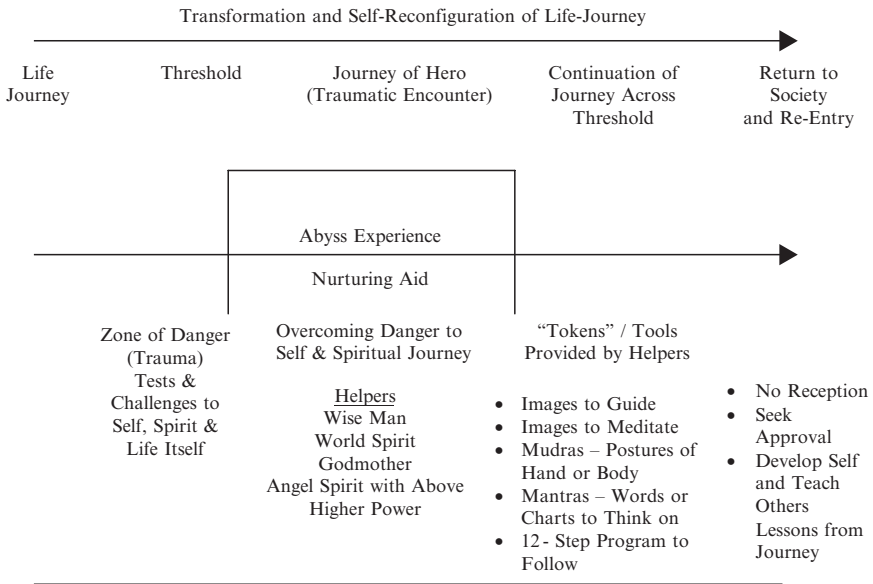 Transformation and Self-Reconfiguration of Life-Journey
Life
Journey
Threshold
Journey of Hero
(Traumatic Encounter)
Continuation of
Journey Across
Threshold
Return to
Society
and Re-Entry
Abyss Experience
Nurturing Aid
Zone of Danger
(Trauma)
Tests &
Challenges to
Self, Spirit &
Life Itself
Overcoming Danger to
Self & Spiritual Journey
Helpers
Wise Man
World Spirit
Godmother
Angel Spirit with Above
Higher Power
“Tokens” / Tools
Provided by Helpers
• Images to Guide
• Images to Meditate
• Mudras – Postures of
Hand or Body
• Mantras – Words or
Charts to Think on
• 12- Step Program to
Follow
• No Reception
• Seek
Approval
• Develop Self
and Teach
Others
Lessons from
Journey